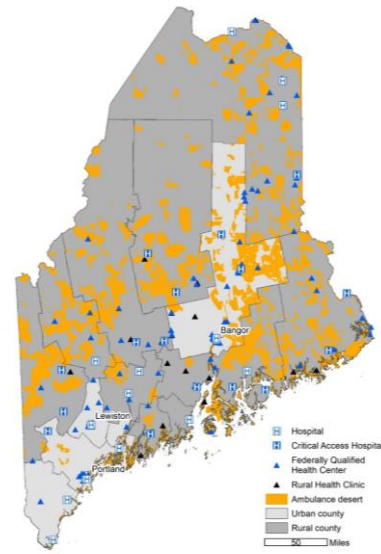 Bangor
Lewiston
Portland
H Hospital
H Critical Access Hospital
Federally Qualified
Health Center
Rural Health Clinic
Ambulance desert
Urban county
Rural county
50 Miles